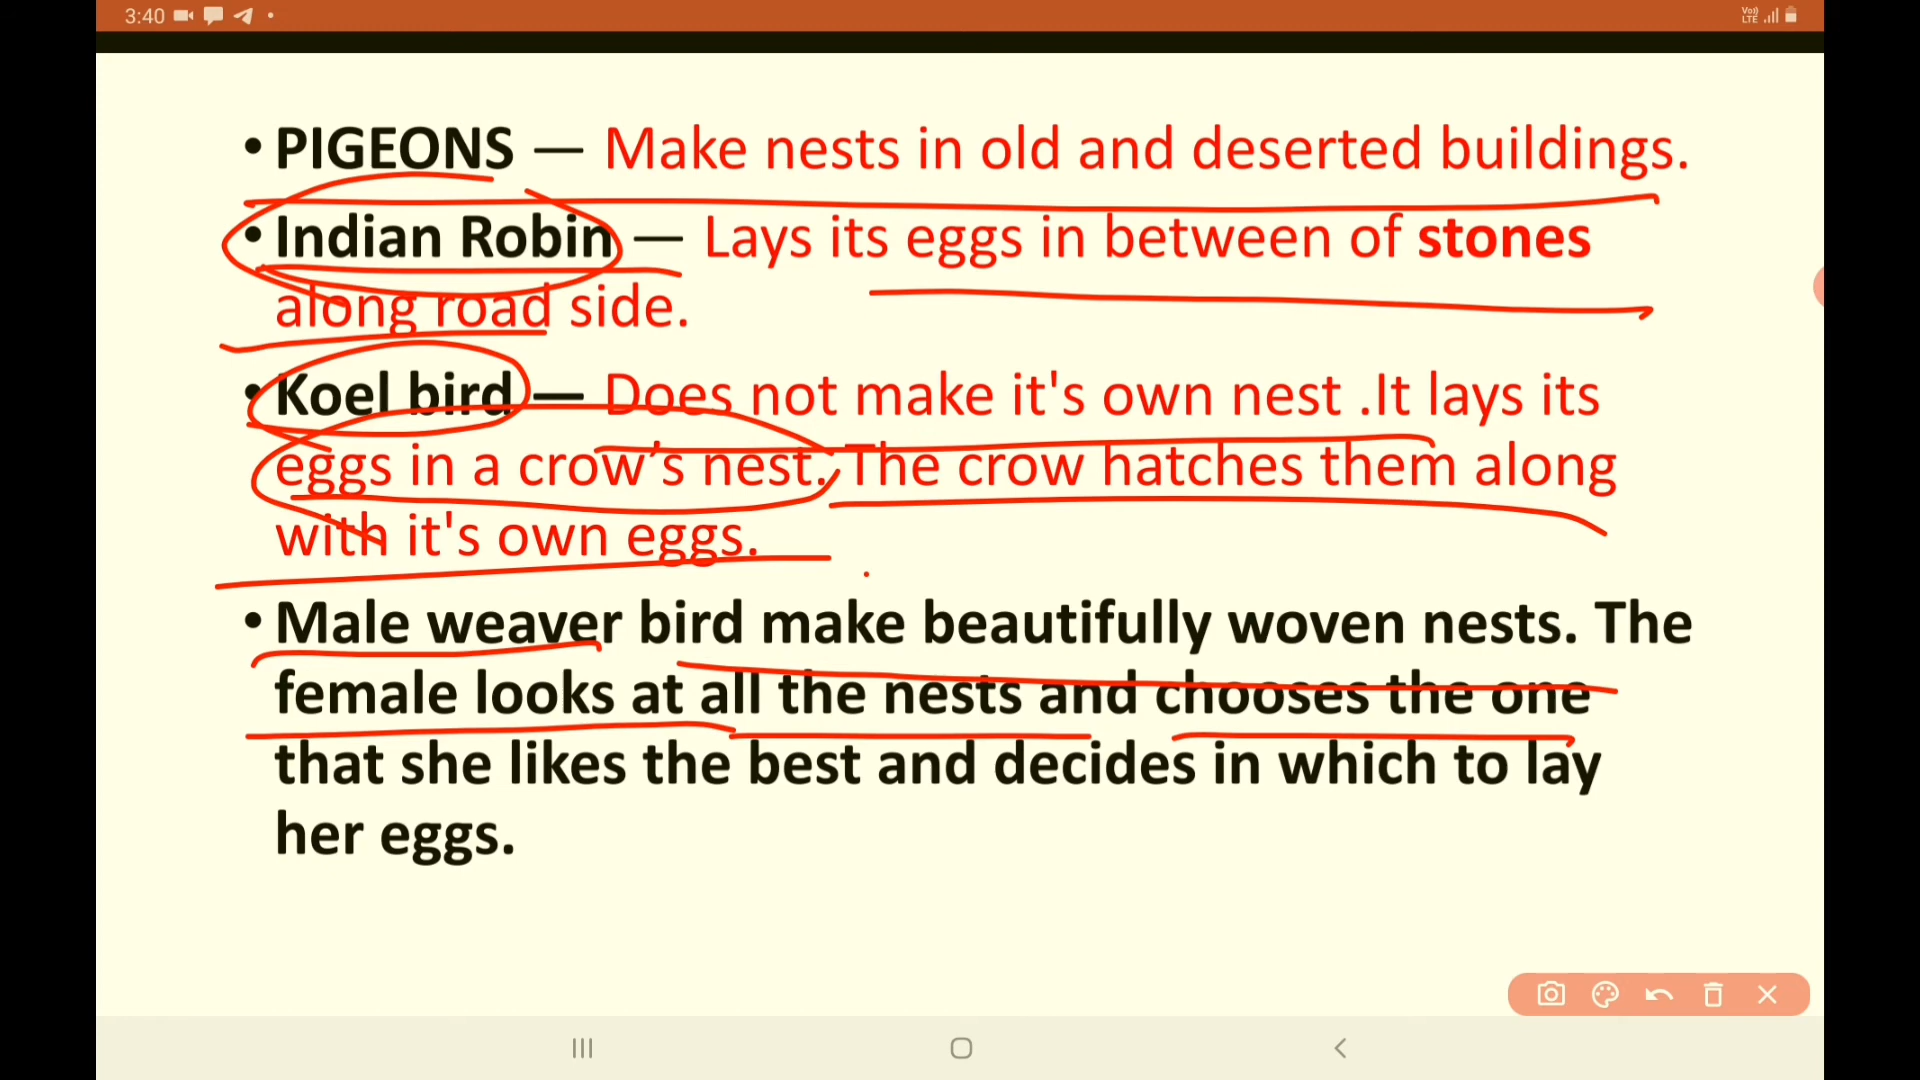 3:40
Vo)) LTE
• PIGEONS — Make nests in old and deserted buildings.
• Indian Robin — Lays its eggs in between of stones
along road side.
• Koel bird — Does not make it's own nest .It lays its
eggs in a crow’s nest. The crow hatches them along
with it's own eggs.
• Male weaver bird make beautifully woven nests. The
female looks at all the nests and chooses the one
that she likes the best and decides in which to lay
her eggs.